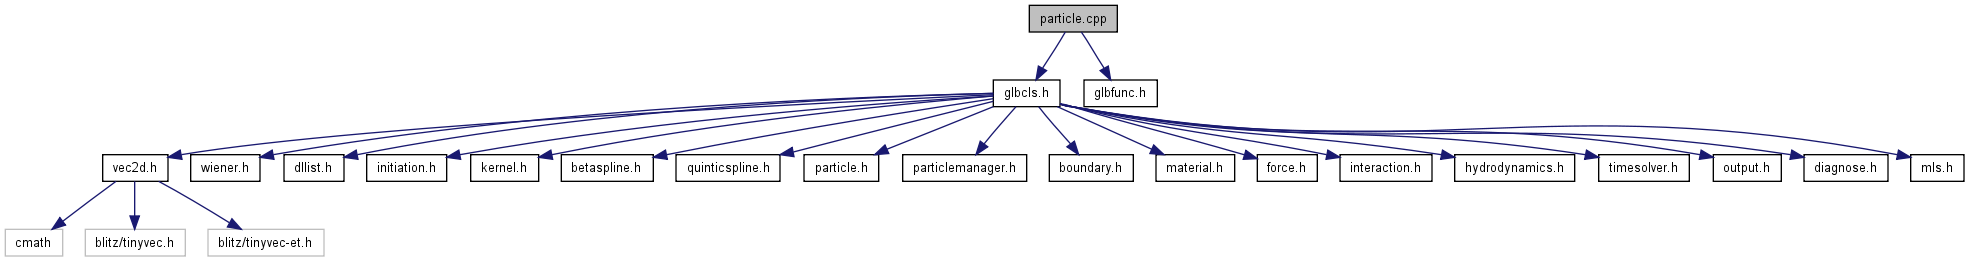 particle.cpp
glbcls.h glbfunc.h
vec2d.h wiener.h dllist.h initiation.h kernel.h betaspline.h quinticspline.h particle.h particlemanager.h boundary.h material.h force.h interaction.h hydrodynamics.h timesolver.h output.h diagnose.h mls.h
cmath blitz/tinyvec.h blitz/tinyvec-et.h